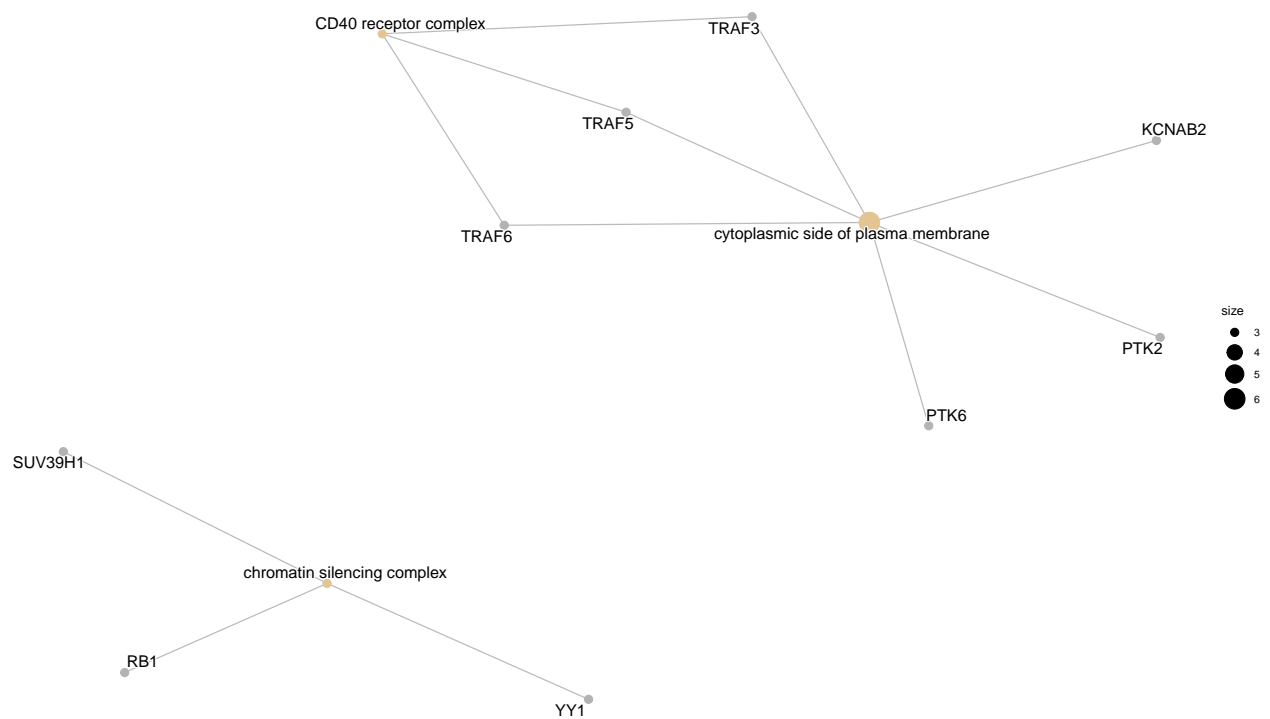 CD40 receptor complex
TRAF3
TRAF5
KCNAB2
TRAF6
cytoplasmic side of plasma membrane
size
3
4
5
6
PTK2
PTK6
SUV39H1
chromatin silencing complex
RB1
YY1